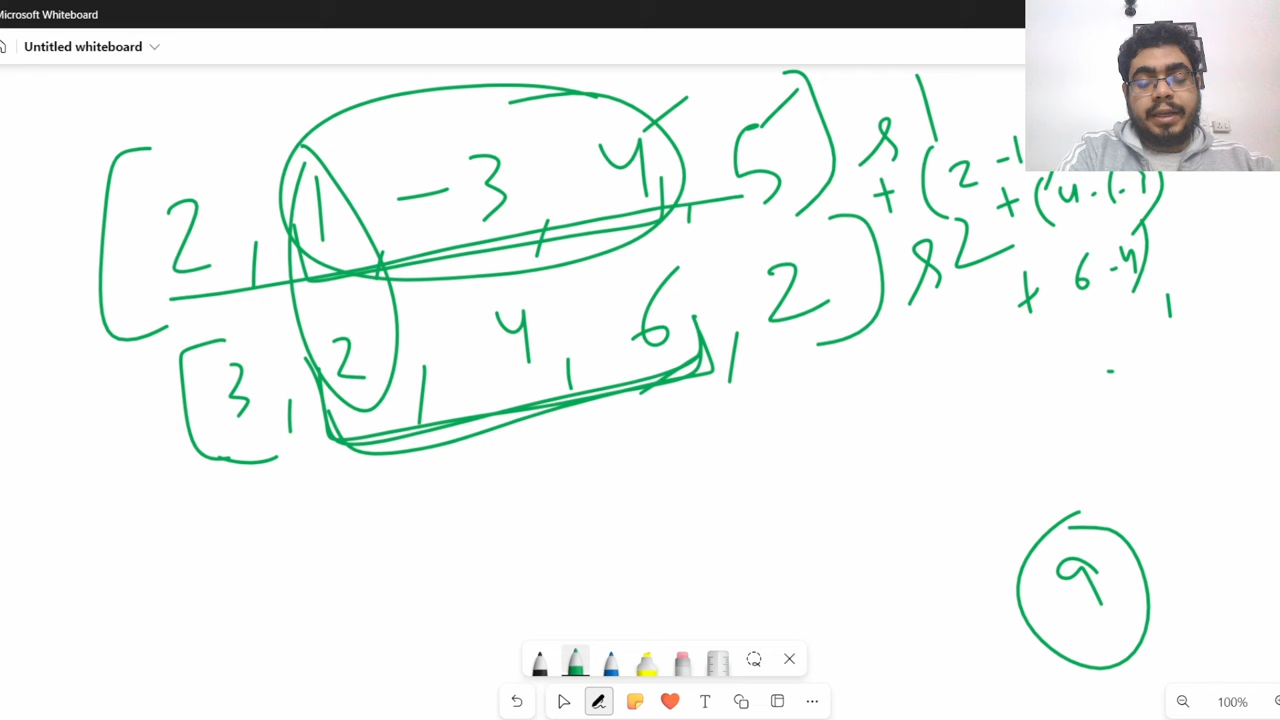 Microsoft Whiteboard
Untitled whiteboard
[2, 1, -3, 4, 5]
(2-1
+ (4-(-3)
+ 6-4)
[3, 2, 4, 6, 2]
9
100%